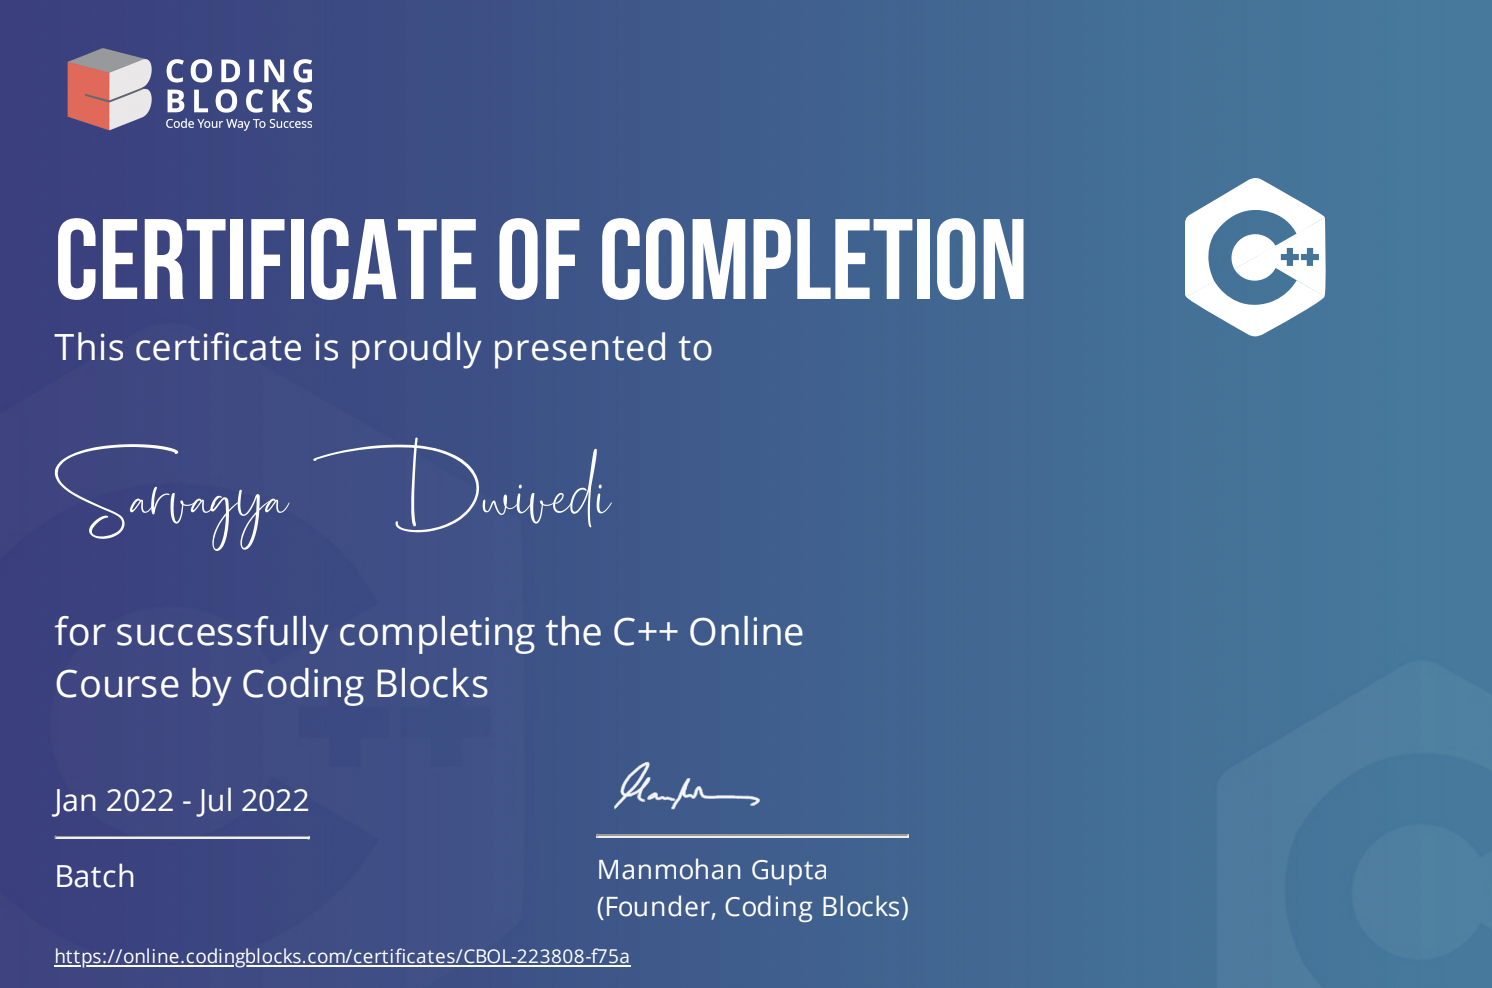 CODING
BLOCKS
Code Your Way To Success
CERTIFICATE OF COMPLETION
C++
This certificate is proudly presented to
Sarvagya Dwivedi
for successfully completing the C++ Online
Course by Coding Blocks
Jan 2022 - Jul 2022
Batch
Manmohan Gupta
(Founder, Coding Blocks)
https://online.codingblocks.com/certificates/CBOL-223808-f75a